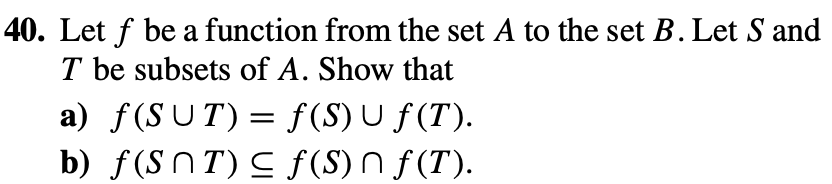 40. Let f be a function from the set A to the set B. Let S and
T be subsets of A. Show that
a) f(S ∪ T) = f(S) ∪ f(T).
b) f(S ∩ T) ⊆ f(S) ∩ f(T).